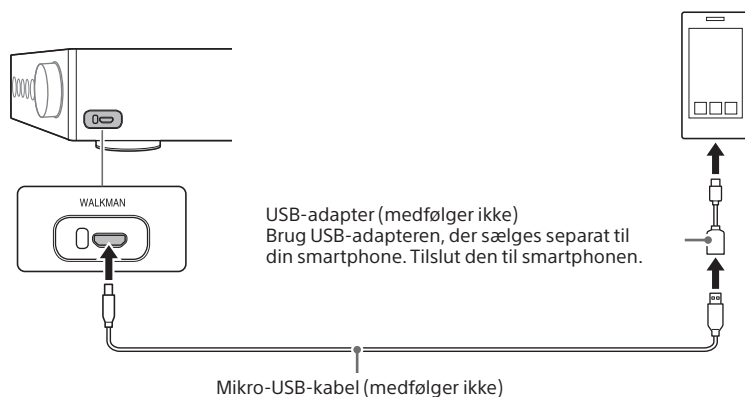 WALKMAN
USB-adapter (medfølger ikke)
Brug USB-adapteren, der sælges separat til
din smartphone. Tilslut den til smartphonen.
Mikro-USB-kabel (medfølger ikke)